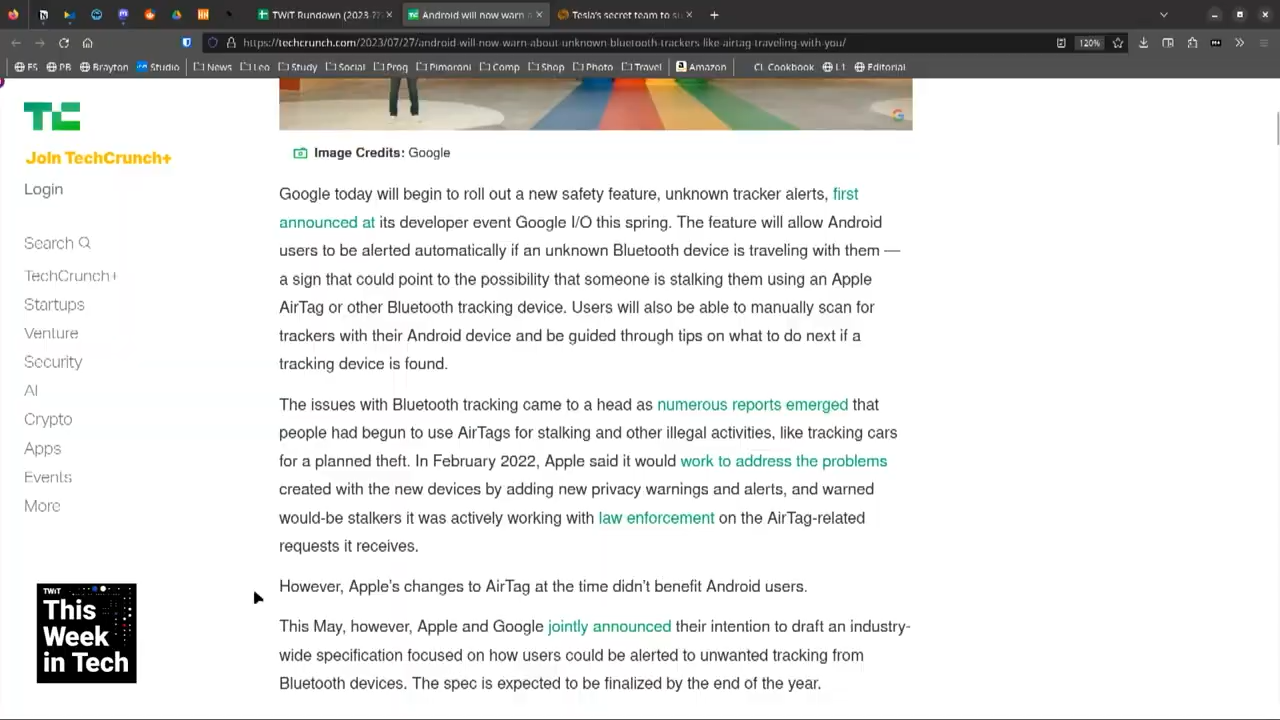 TWiT Rundown (2023-7?
Android will now warn a
Tesla's secret team to su
https://techcrunch.com/2023/07/27/android-will-now-warn-about-unknown-bluetooth-trackers-like-airtag-traveling-with-you/
120%
F5
PB
Brayton
Studio
News
Leo
Study
Social
Prog
Pimoroni
Comp
Shop
Photo
Travel
Amazon
CL Cookbook
L1
Editorial
TC
Join TechCrunch+
Login
Search
TechCrunch+
Startups
Venture
Security
AI
Crypto
Apps
Events
More
TWiT
This
Week
in Tech
Image Credits: Google
Google today will begin to roll out a new safety feature, unknown tracker alerts, first
announced at its developer event Google I/O this spring. The feature will allow Android
users to be alerted automatically if an unknown Bluetooth device is traveling with them —
a sign that could point to the possibility that someone is stalking them using an Apple
AirTag or other Bluetooth tracking device. Users will also be able to manually scan for
trackers with their Android device and be guided through tips on what to do next if a
tracking device is found.
The issues with Bluetooth tracking came to a head as numerous reports emerged that
people had begun to use AirTags for stalking and other illegal activities, like tracking cars
for a planned theft. In February 2022, Apple said it would work to address the problems
created with the new devices by adding new privacy warnings and alerts, and warned
would-be stalkers it was actively working with law enforcement on the AirTag-related
requests it receives.
However, Apple's changes to AirTag at the time didn't benefit Android users.
This May, however, Apple and Google jointly announced their intention to draft an industry-
wide specification focused on how users could be alerted to unwanted tracking from
Bluetooth devices. The spec is expected to be finalized by the end of the year.